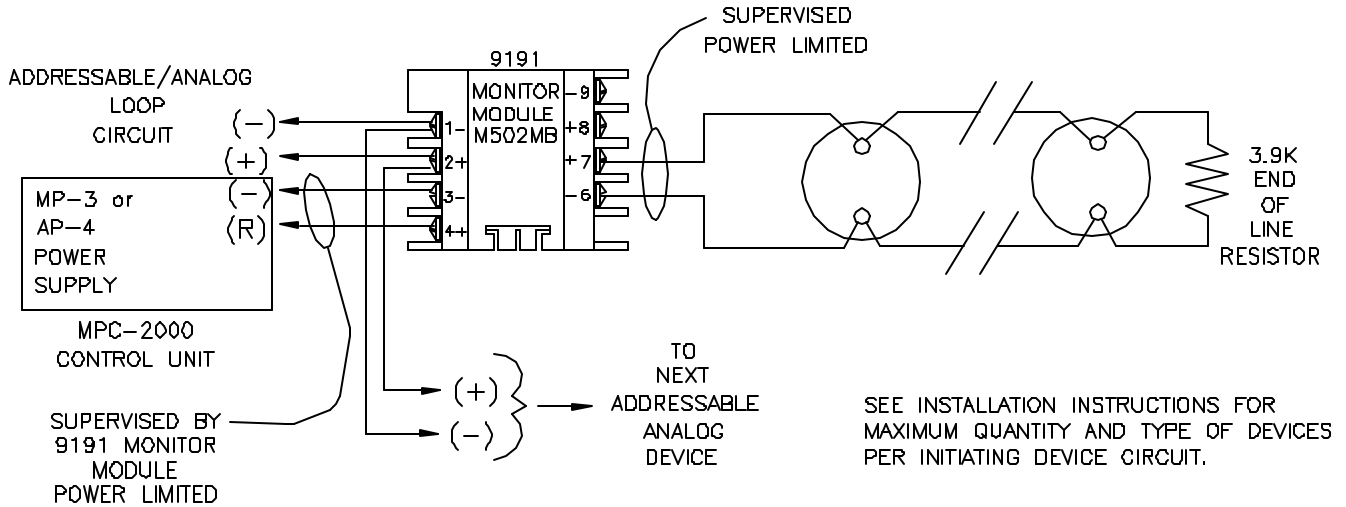 SUPERVISED
POWER LIMITED
9191
MONITOR
MODULE
M502MB
-9
+8
+7
-6
1-
2+
3-
4+
ADDRESSABLE/ANALOG
LOOP
CIRCUIT
(-)
(+)
(-)
(R)
MP-3 or
AP-4
POWER
SUPPLY
MPC-2000
CONTROL UNIT
SUPERVISED BY
9191 MONITOR
MODULE
POWER LIMITED
(+)
(-)
TO
NEXT
ADDRESSABLE
ANALOG
DEVICE
3.9K
END
OF
LINE
RESISTOR
SEE INSTALLATION INSTRUCTIONS FOR
MAXIMUM QUANTITY AND TYPE OF DEVICES
PER INITIATING DEVICE CIRCUIT.